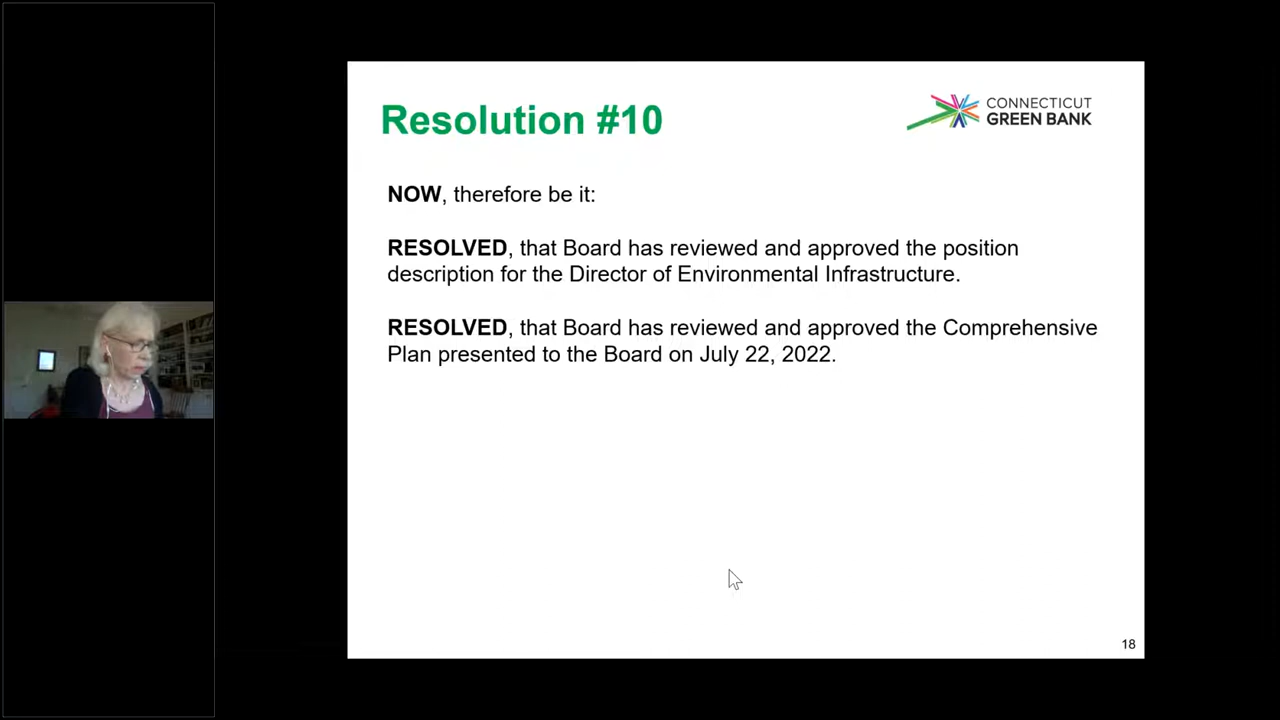 Resolution #10
CONNECTICUT
GREEN BANK
NOW, therefore be it:
RESOLVED, that Board has reviewed and approved the position
description for the Director of Environmental Infrastructure.
RESOLVED, that Board has reviewed and approved the Comprehensive
Plan presented to the Board on July 22, 2022.
18